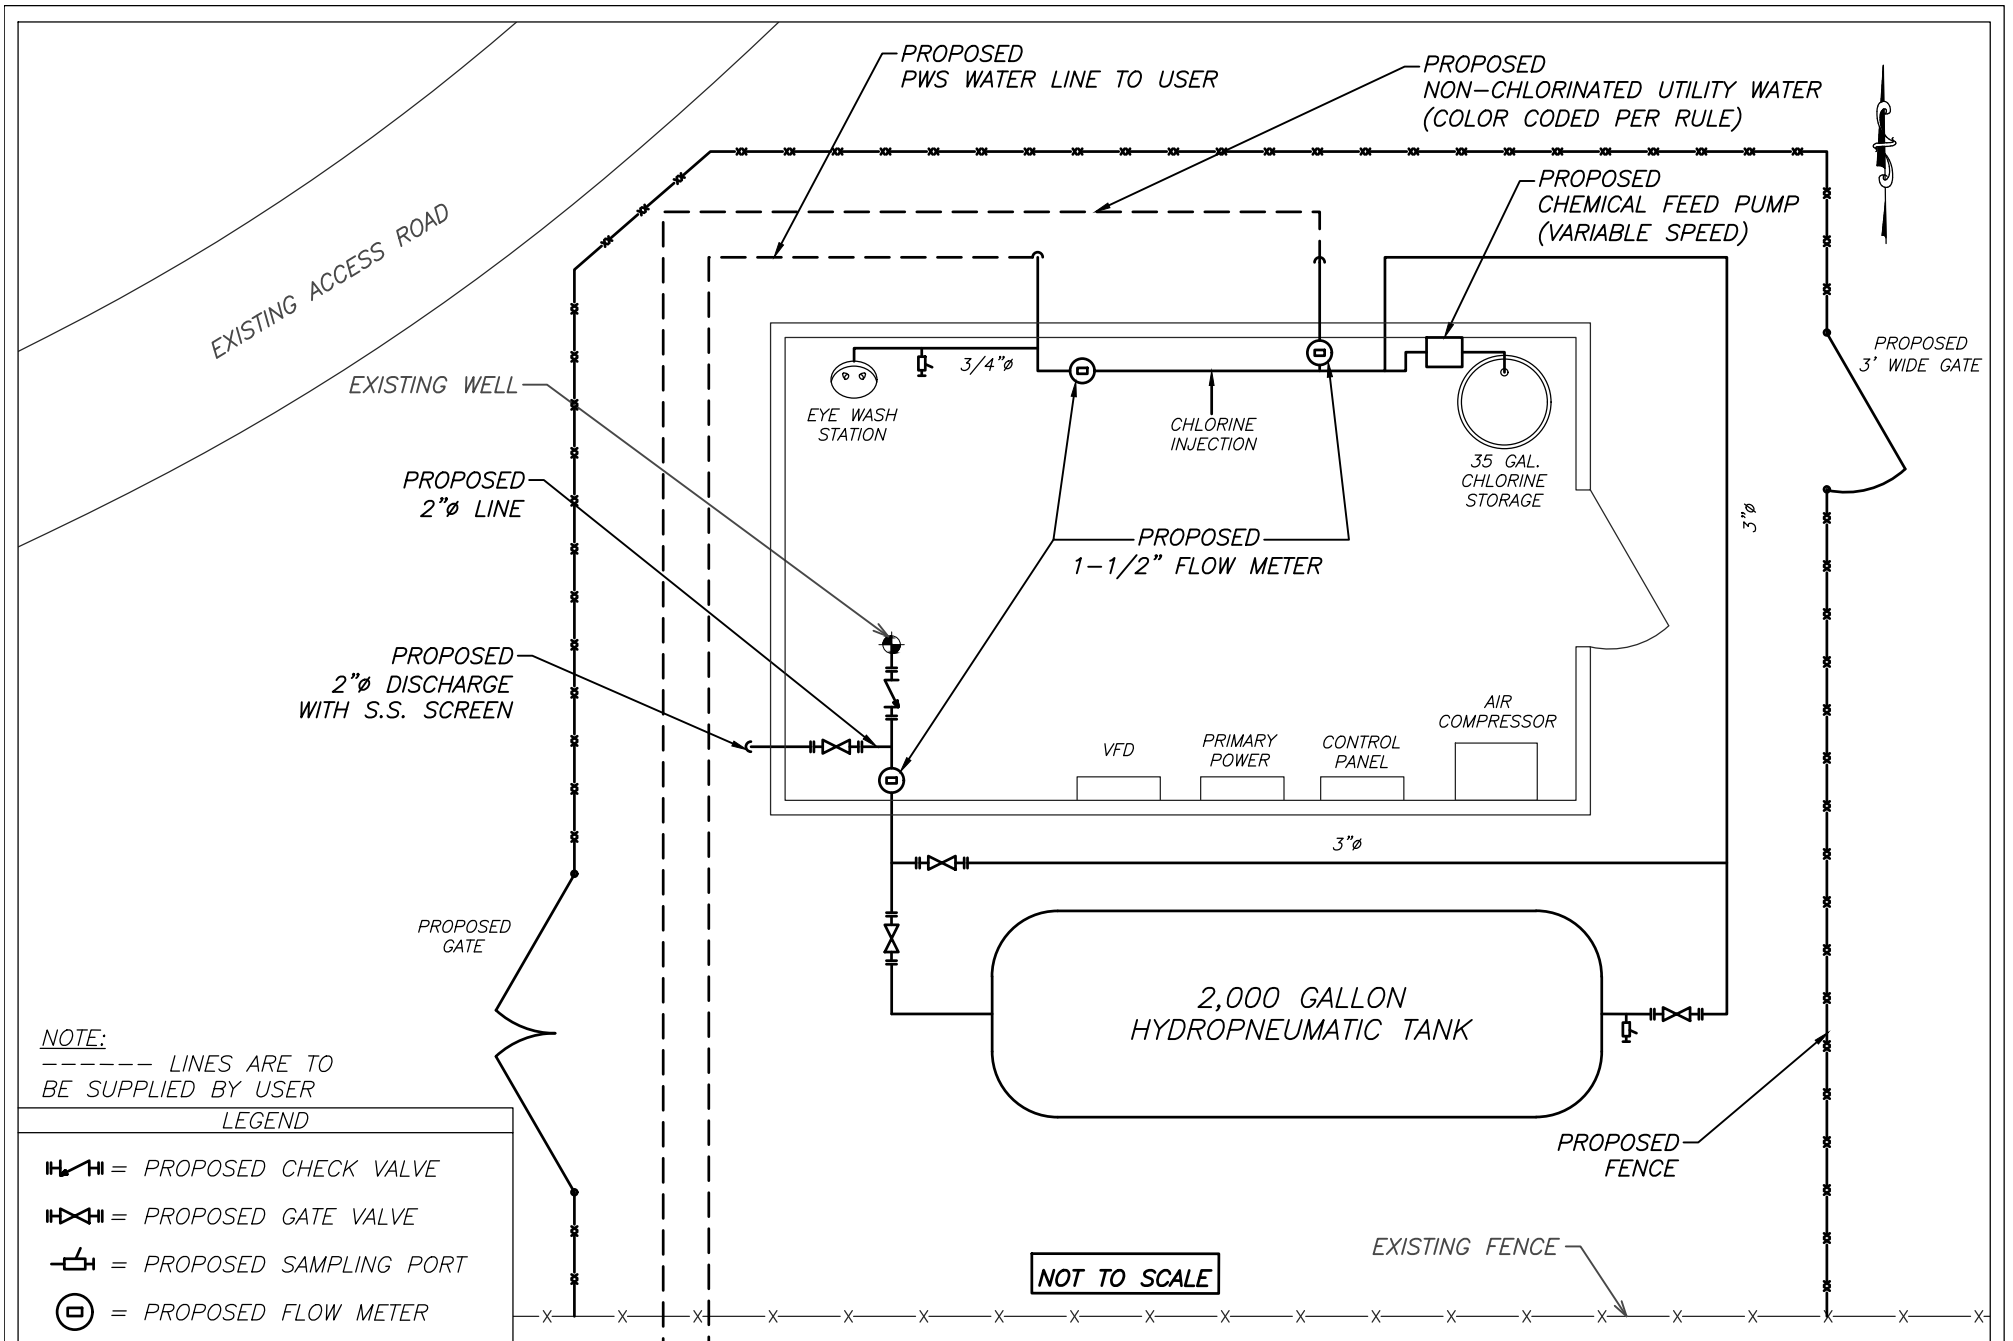 PROPOSED
PWS WATER LINE TO USER
PROPOSED
NON-CHLORINATED UTILITY WATER
(COLOR CODED PER RULE)
PROPOSED
CHEMICAL FEED PUMP
(VARIABLE SPEED)
EXISTING ACCESS ROAD
PROPOSED
3' WIDE GATE
EXISTING WELL
3/4"ø
EYE WASH
STATION
CHLORINE
INJECTION
35 GAL.
CHLORINE
STORAGE
PROPOSED
2"ø LINE
3"ø
PROPOSED
1-1/2" FLOW METER
PROPOSED
2"ø DISCHARGE
WITH S.S. SCREEN
VFD
PRIMARY
POWER
CONTROL
PANEL
AIR
COMPRESSOR
3"ø
PROPOSED
GATE
2,000 GALLON
HYDROPNEUMATIC TANK
NOTE:
------ LINES ARE TO
BE SUPPLIED BY USER
LEGEND
= PROPOSED CHECK VALVE
= PROPOSED GATE VALVE
= PROPOSED SAMPLING PORT
= PROPOSED FLOW METER
PROPOSED
FENCE
EXISTING FENCE
NOT TO SCALE